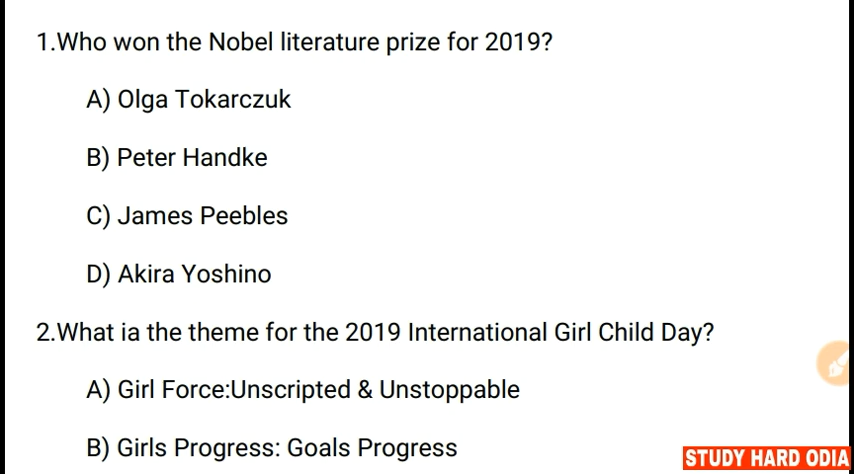 1.Who won the Nobel literature prize for 2019?
A) Olga Tokarczuk
B) Peter Handke
C) James Peebles
D) Akira Yoshino
2.What ia the theme for the 2019 International Girl Child Day?
A) Girl Force:Unscripted & Unstoppable
B) Girls Progress: Goals Progress
STUDY HARD ODIA